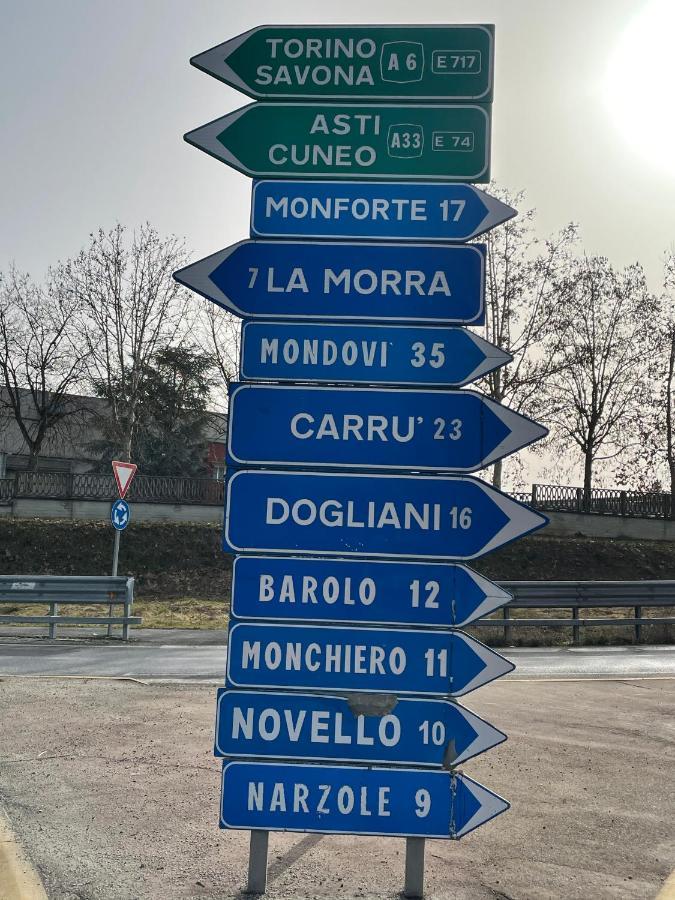 TORINO A 6 E 717
SAVONA
ASTI A33 E 74
CUNEO
MONFORTE 17
7 LA MORRA
MONDOVI' 35
CARRU' 23
DOGLIANI 16
BAROLO 12
MONCHIERO 11
NOVELLO 10
NARZOLE 9